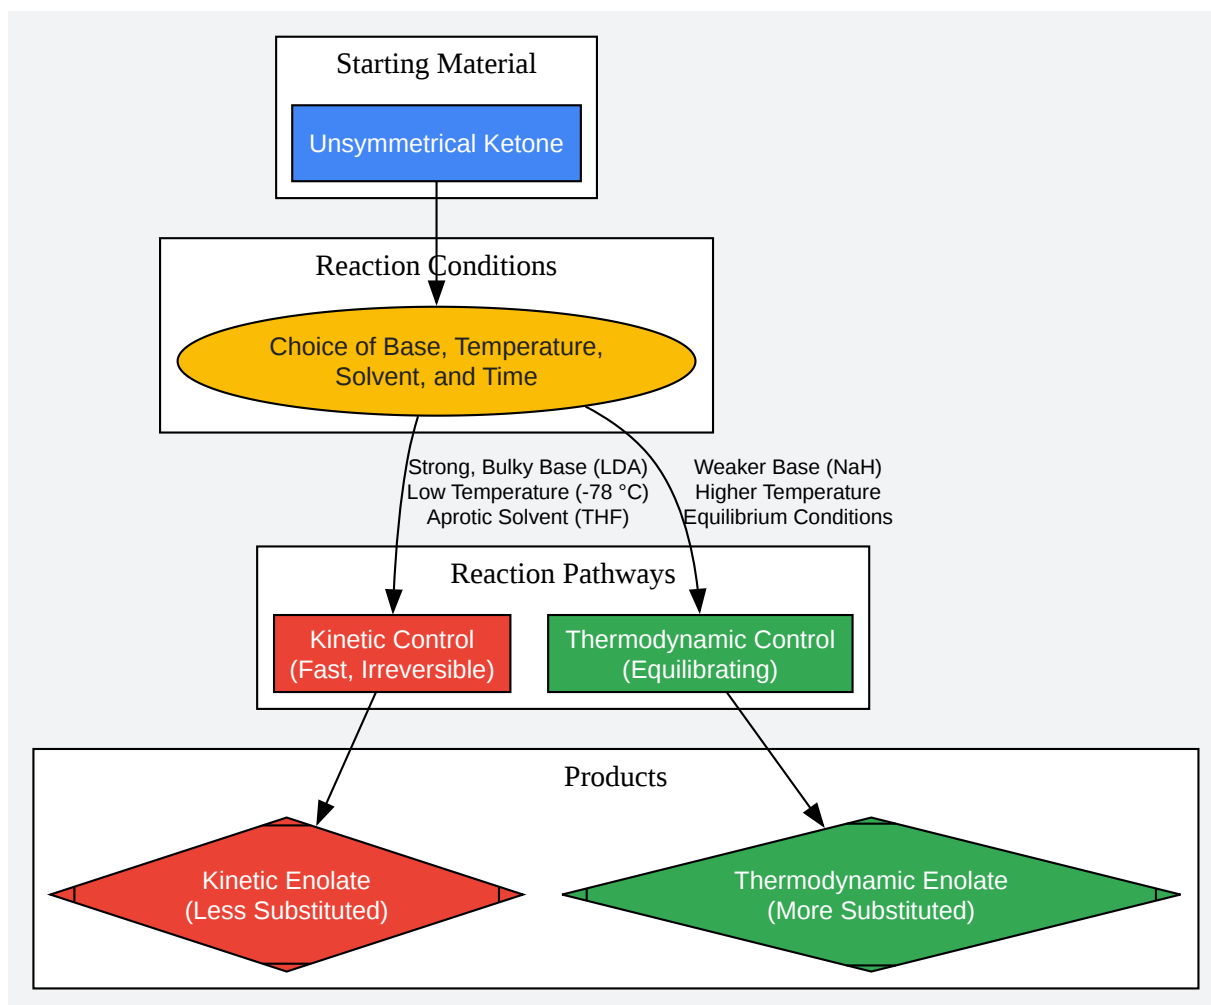 Starting Material
Unsymmetrical Ketone
Reaction Conditions
Choice of Base, Temperature,
Solvent, and Time
Strong, Bulky Base (LDA)
Low Temperature (-78 °C)
Aprotic Solvent (THF)
Weaker Base (NaH)
Higher Temperature
Equilibrium Conditions
Reaction Pathways
Kinetic Control
(Fast, Irreversible)
Thermodynamic Control
(Equilibrating)
Products
Kinetic Enolate
(Less Substituted)
Thermodynamic Enolate
(More Substituted)